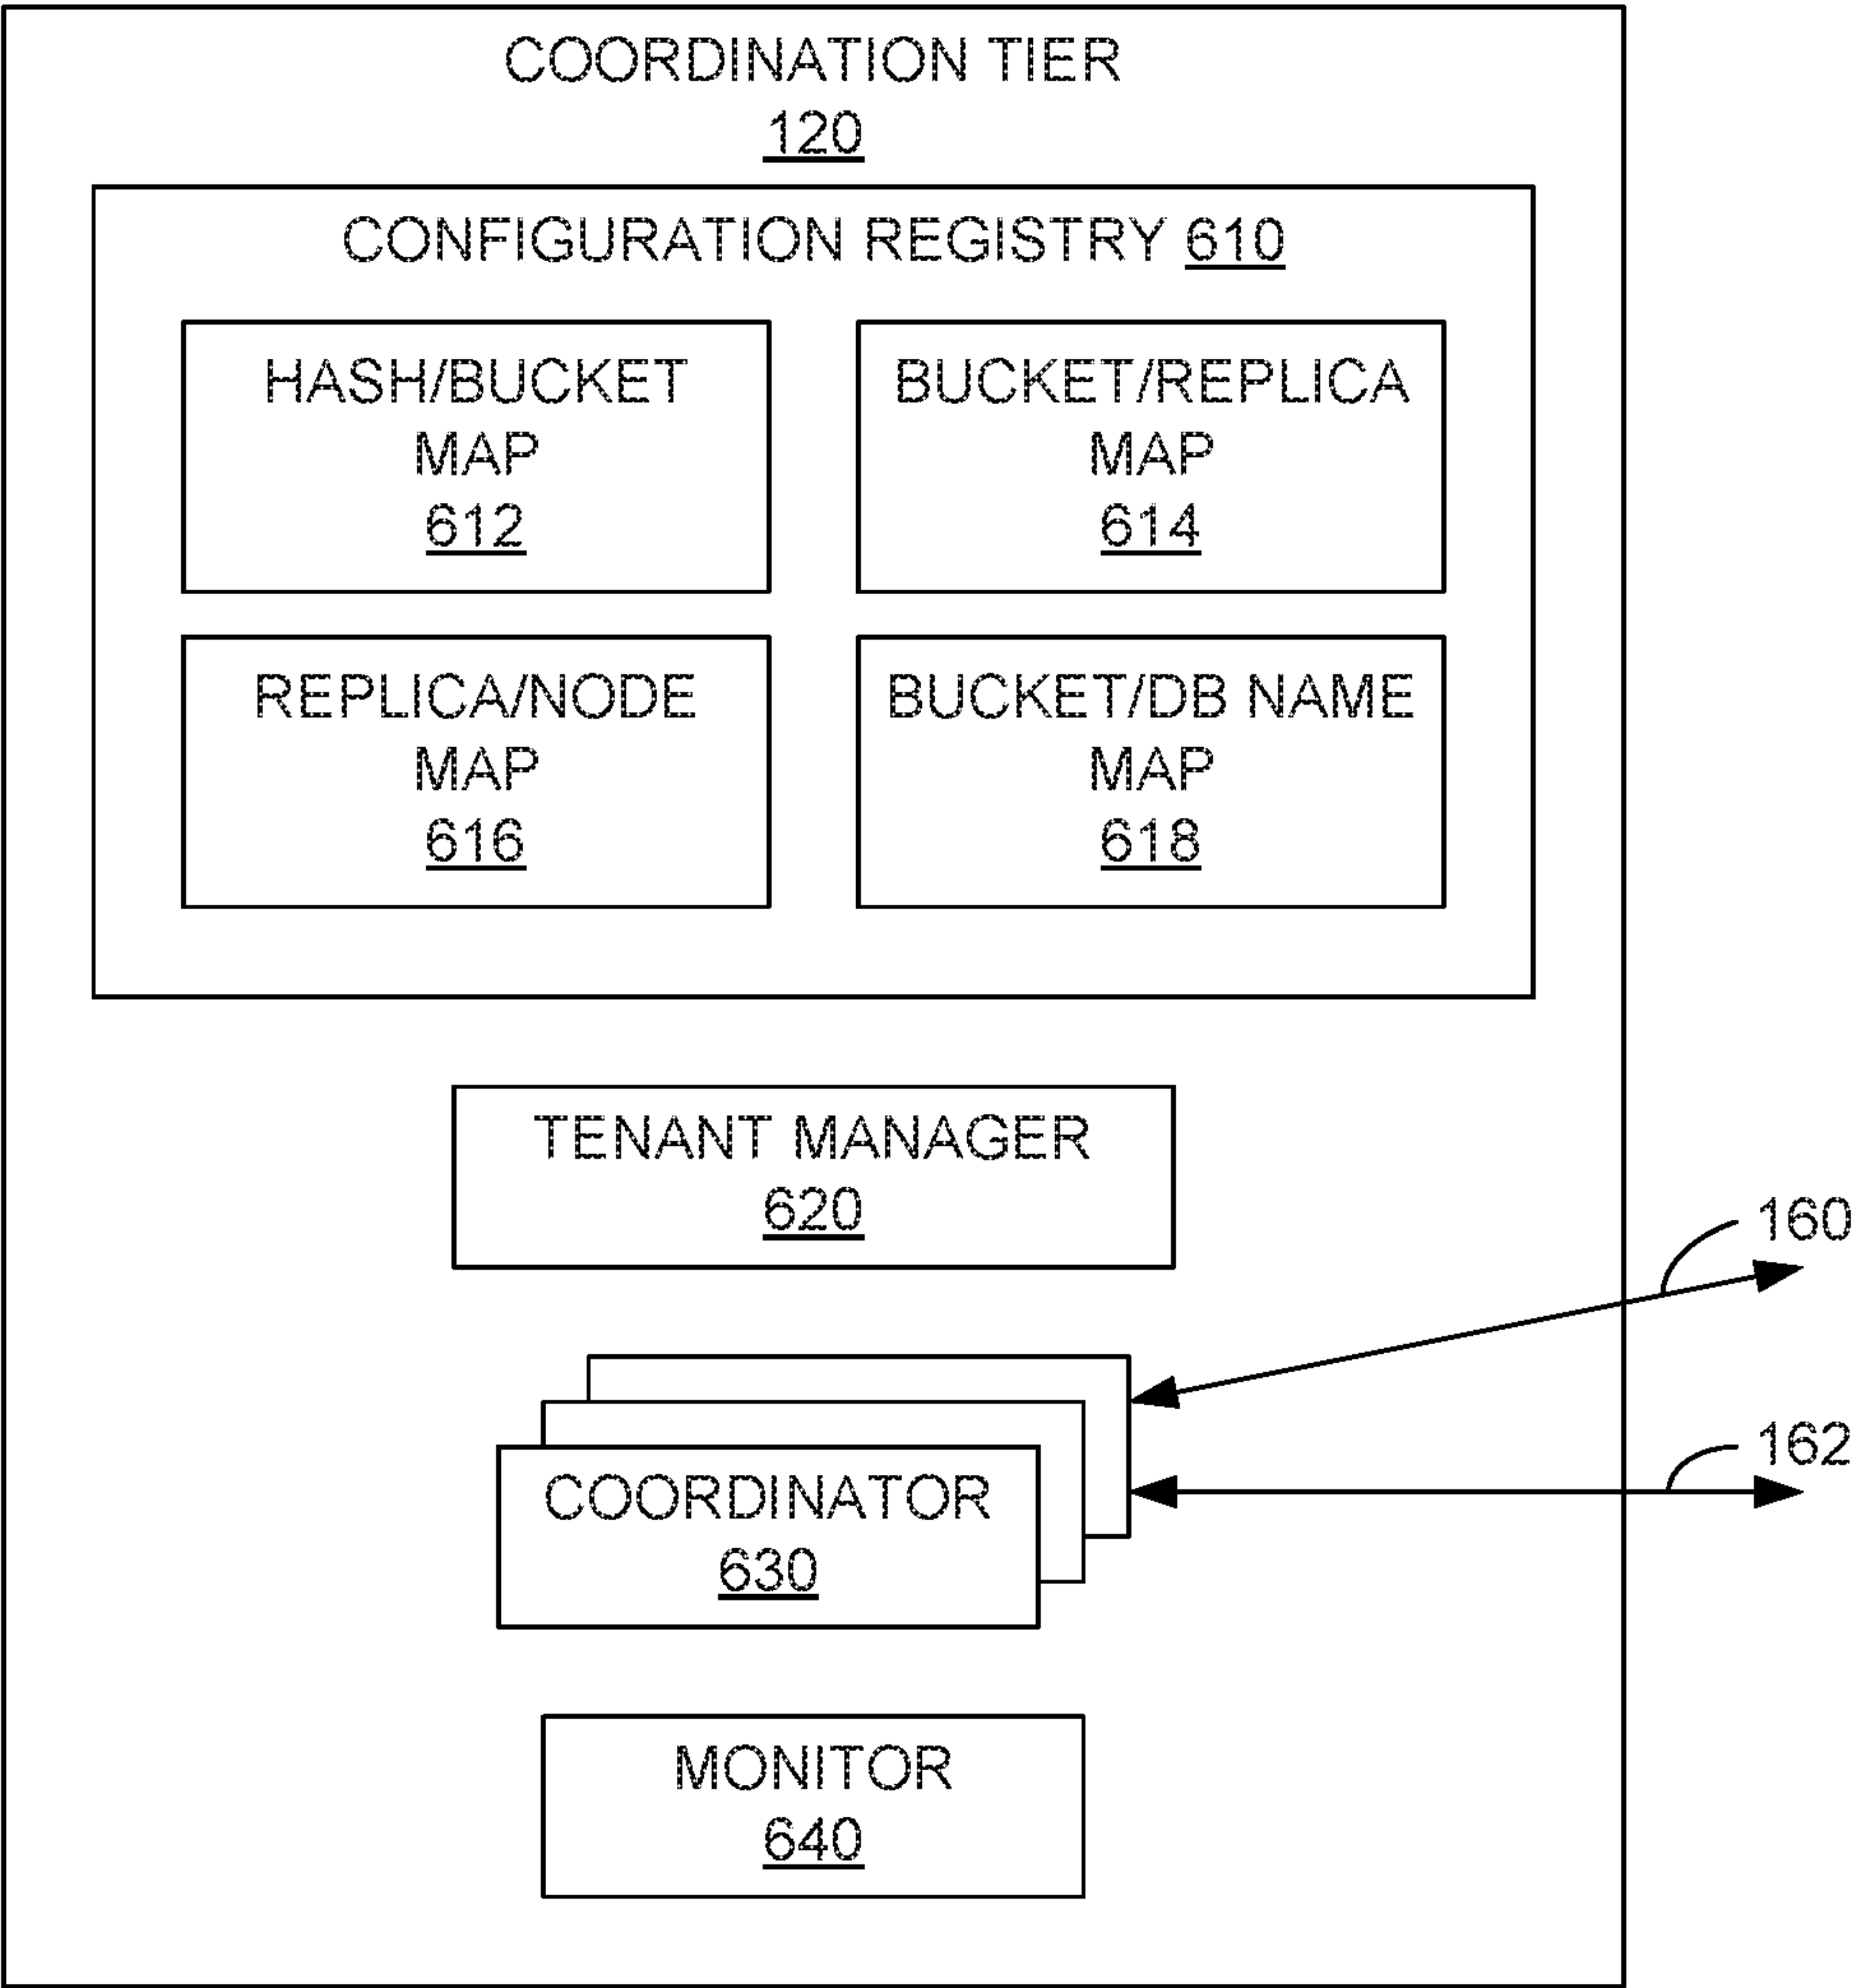 COORDINATION TIER
120
CONFIGURATION REGISTRY 610
HASH/BUCKET
MAP
612
BUCKET/REPLICA
MAP
614
REPLICA/NODE
MAP
616
BUCKET/DB NAME
MAP
618
TENANT MANAGER
620
160
162
COORDINATOR
630
MONITOR
640